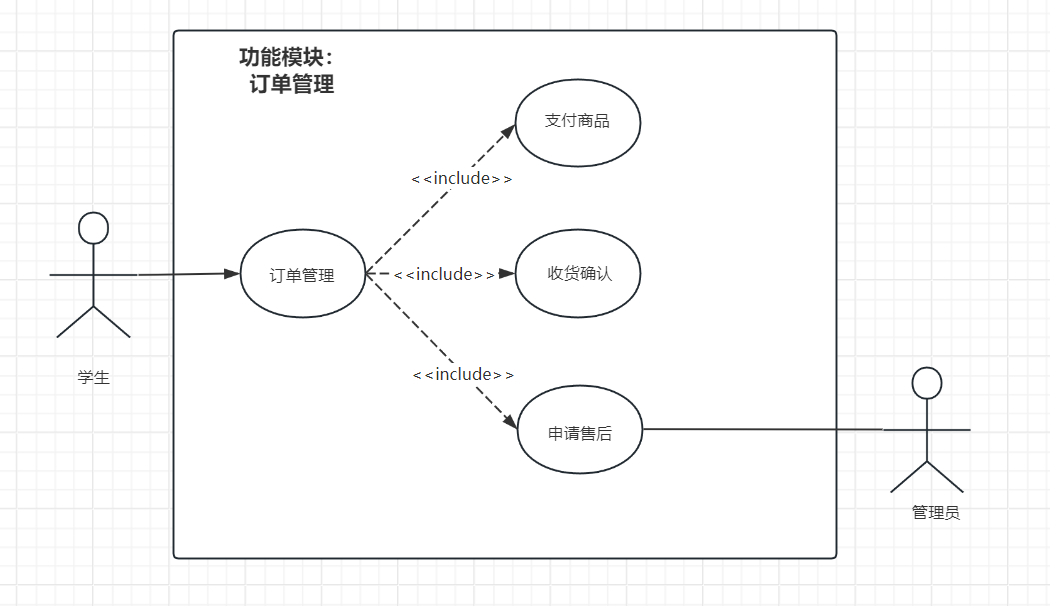 功能模块：
订单管理
支付商品
<<include>>
订单管理
<<include>>
收货确认
<<include>>
学生
申请售后
管理员